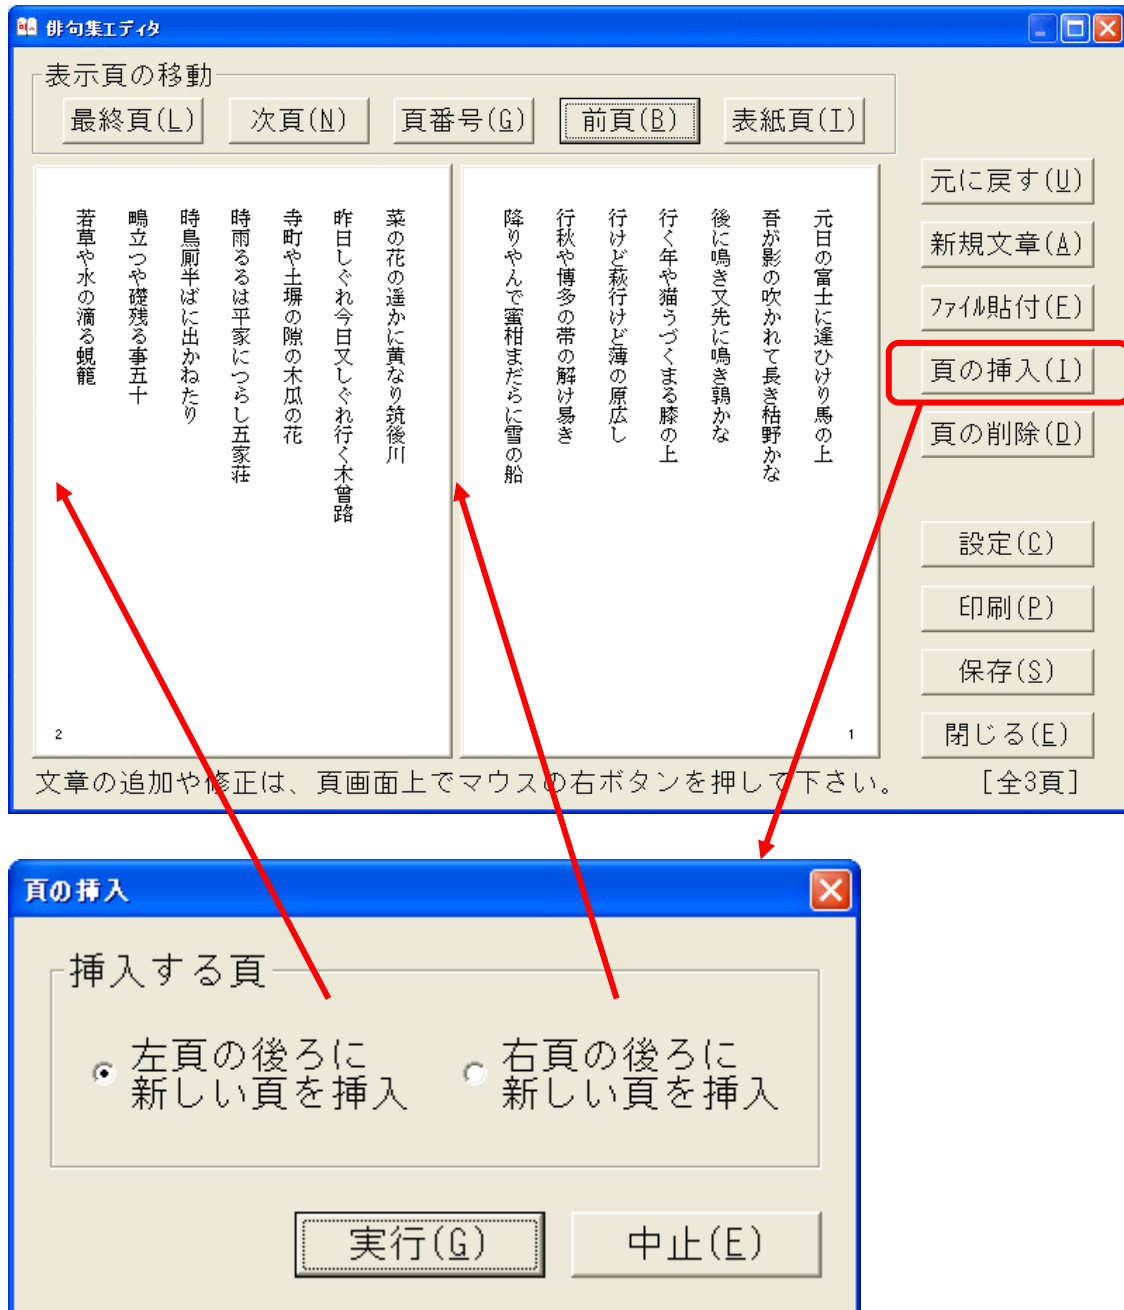 俳句集エディタ
表示頁の移動
最終頁(L)
次頁(N)
頁番号(G)
前頁(B)
表紙頁(I)
元日の富士に逢ひけり馬の上
吾が影の吹かれて長き枯野かな
後に鳴き又先に鳴き鶉かな
行く年や猫うづくまる膝の上
行けど萩行けど薄の原広し
行秋や博多の帯の解け易き
降りやんで蜜柑まだらに雪の船
1
菜の花の遥かに黄なり筑後川
昨日しぐれ今日又しぐれ行く木曾路
寺町や土塀の隙の木瓜の花
時雨るるは平家につらし五家荘
時鳥厠半ばに出かねたり
鴫立つや礎残る事五十
若草や水の滴る蜆籠
2
元に戻す(U)
新規文章(A)
ファイル貼付(F)
頁の挿入(I)
頁の削除(D)
設定(C)
印刷(P)
保存(S)
閉じる(E)
文章の追加や修正は、頁画面上でマウスの右ボタンを押して下さい。
[全3頁]
頁の挿入
挿入する頁
左頁の後ろに
新しい頁を挿入
右頁の後ろに
新しい頁を挿入
実行(G)
中止(E)